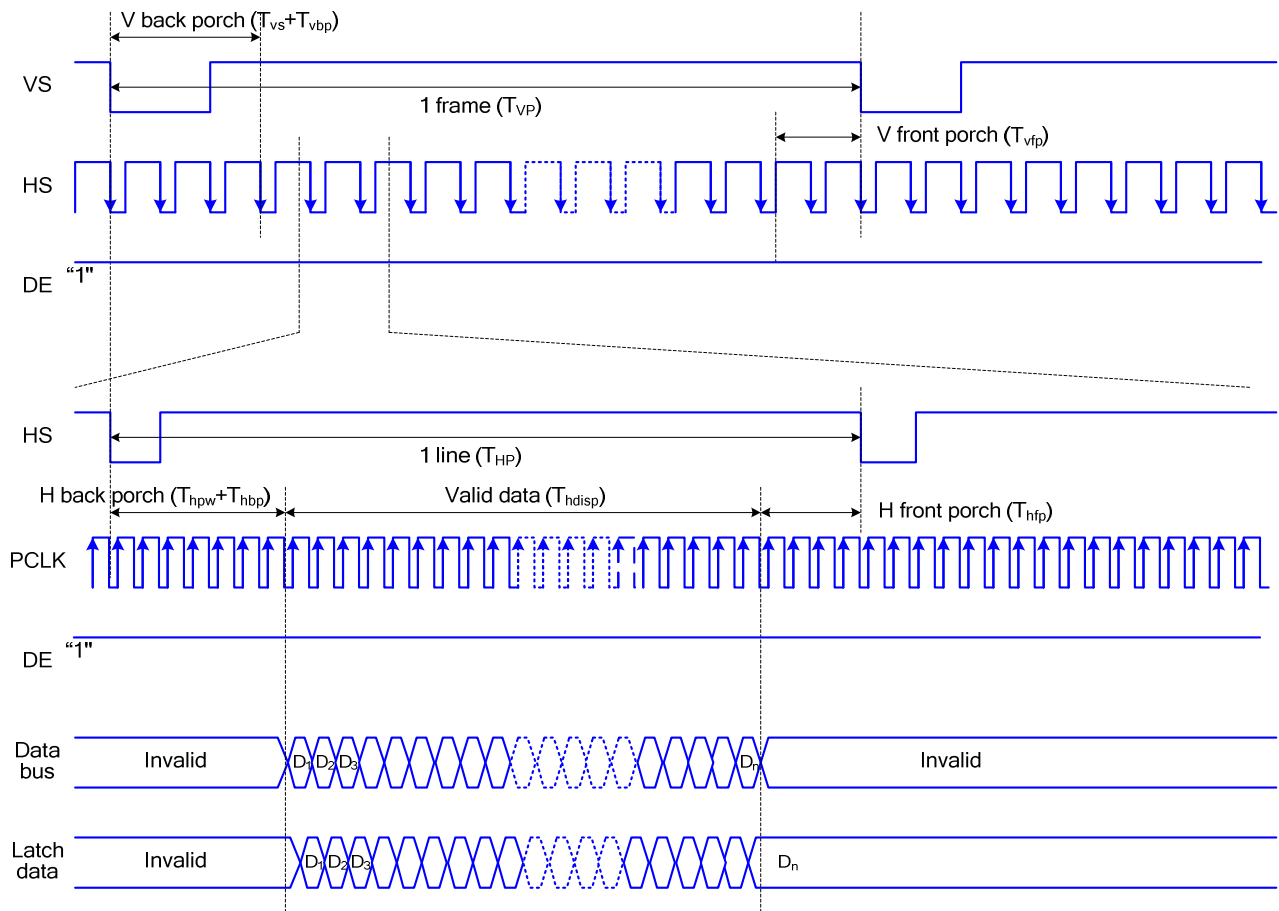 V back porch (Tvs+Tvbp)
VS
1 frame (TVP)
V front porch (Tvfp)
HS
DE "1"
HS
1 line (THP)
H back porch (Thpw+Thbp)
Valid data (Thdisp)
H front porch (Thfp)
PCLK
DE "1"
Data bus
Invalid
D1 D2 D3
Dn
Invalid
Latch data
Invalid
D1 D2 D3
Dn